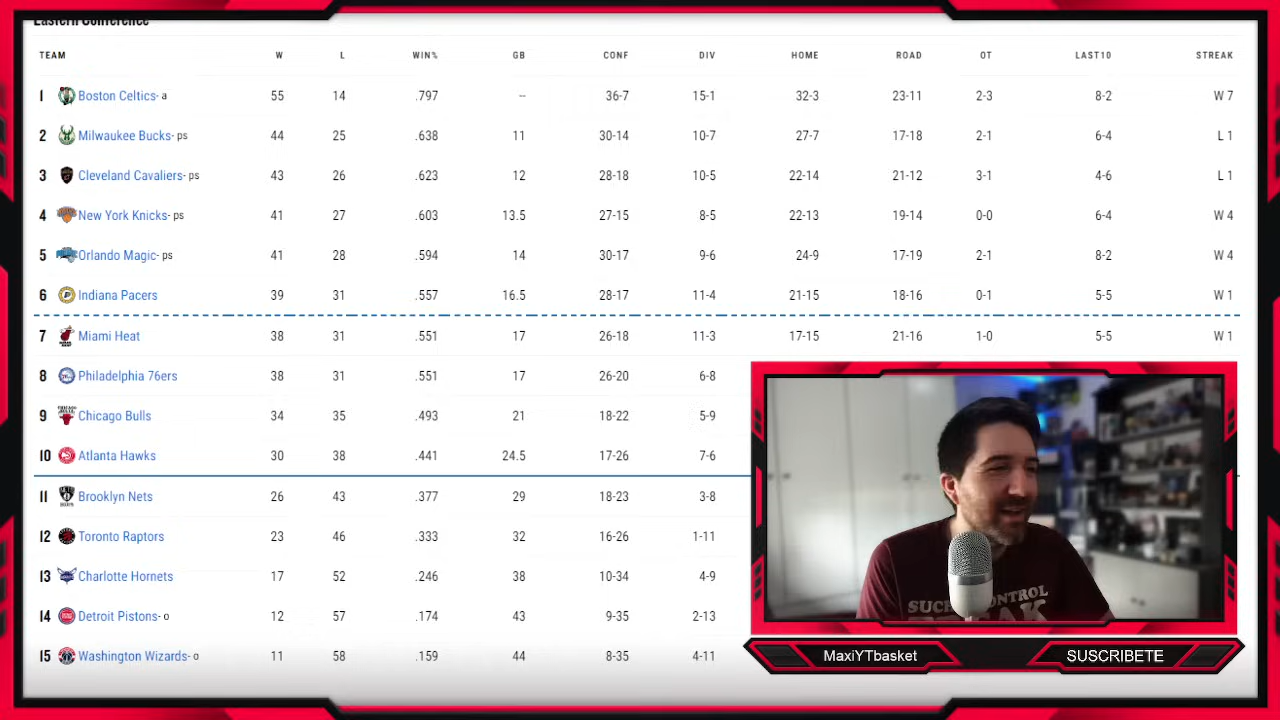 Eastern Conference
TEAM W L WIN% GB CONF DIV HOME ROAD OT LAST10 STREAK
1 Boston Celtics- a 55 14 .797 -- 36-7 15-1 32-3 23-11 2-3 8-2 W 7
2 Milwaukee Bucks- ps 44 25 .638 11 30-14 10-7 27-7 17-18 2-1 6-4 L 1
3 Cleveland Cavaliers- ps 43 26 .623 12 28-18 10-5 22-14 21-12 3-1 4-6 L 1
4 New York Knicks- ps 41 27 .603 13.5 27-15 8-5 22-13 19-14 0-0 6-4 W 4
5 Orlando Magic- ps 41 28 .594 14 30-17 9-6 24-9 17-19 2-1 8-2 W 4
6 Indiana Pacers 39 31 .557 16.5 28-17 11-4 21-15 18-16 0-1 5-5 W 1
7 Miami Heat 38 31 .551 17 26-18 11-3 17-15 21-16 1-0 5-5 W 1
8 Philadelphia 76ers 38 31 .551 17 26-20 6-8
9 Chicago Bulls 34 35 .493 21 18-22 5-9
10 Atlanta Hawks 30 38 .441 24.5 17-26 7-6
11 Brooklyn Nets 26 43 .377 29 18-23 3-8
12 Toronto Raptors 23 46 .333 32 16-26 1-11
13 Charlotte Hornets 17 52 .246 38 10-34 4-9
14 Detroit Pistons- o 12 57 .174 43 9-35 2-13
15 Washington Wizards- o 11 58 .159 44 8-35 4-11
MaxiYTbasket
SUSCRIBETE